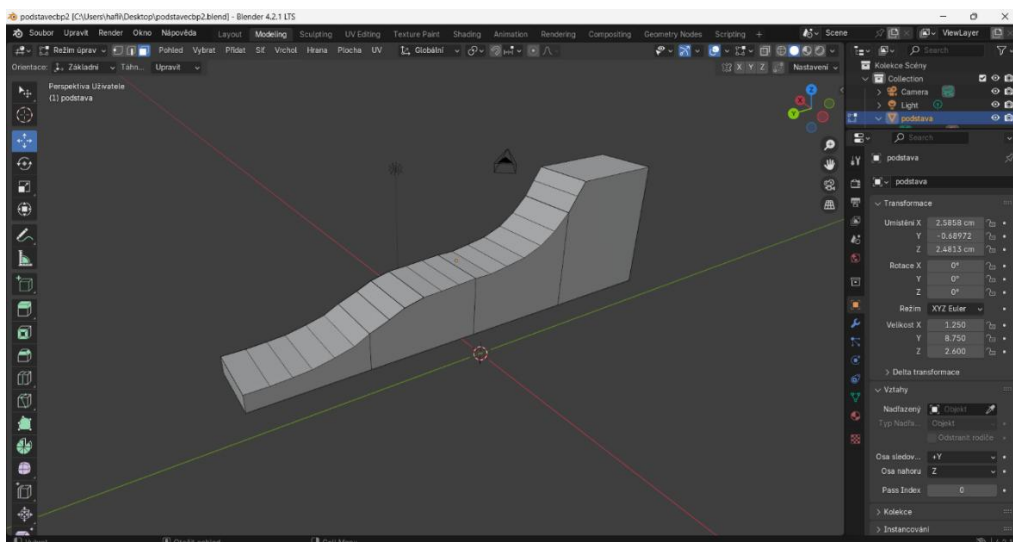 podstavecbp2 [C:\Users\hafli\Desktop\podstavecbp2.blend] - Blender 4.2.1 LTS
Soubor Upravit Render Okno Nápověda Layout Modeling Sculpting UV Editing Texture Paint Shading Animation Rendering Compositing Geometry Nodes Scripting + Scene ViewLayer
Režim úprav Pohled Vybrat Přidat Síť Vrchol Hrana Plocha UV Globální Search
Orientace: Základní Táhn... Upravit X Y Z Nastavení
Kolekce Scény
Perspektiva Uživatele
(1) podstava
Collection
Camera
Light
podstava
Search
podstava
podstava
Transformace
Umístění X 2.5858 cm
Y -0.68972
Z 2.4813 cm
Rotace X 0°
Y 0°
Z 0°
Režim XYZ Euler
Velikost X 1.250
Y 8.750
Z 2.600
Delta transformace
Vztahy
Nadřazený Objekt
Typ Nadřa... Objekt
Odstranit rodiče
Osa sledov... +Y
Osa nahoru Z
Pass Index 0
Kolekce
Instancování